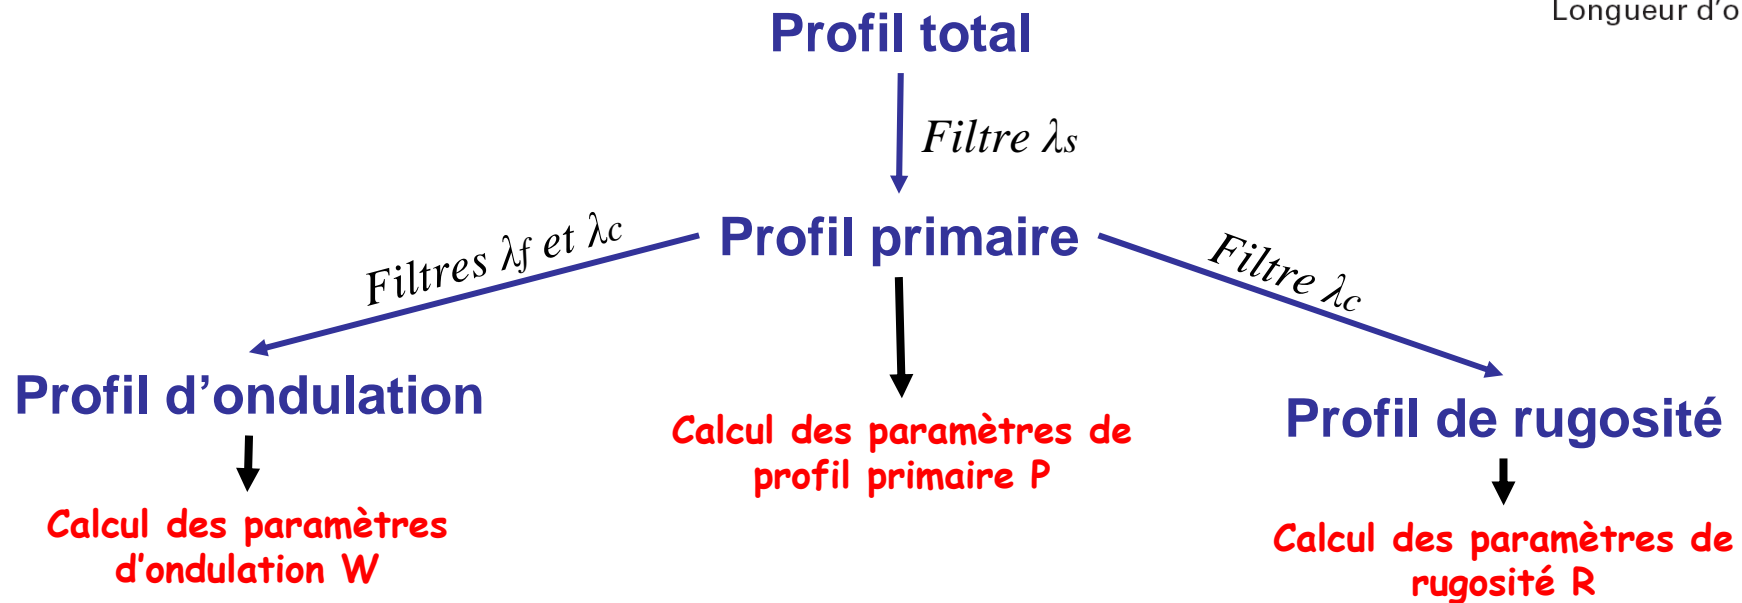 Longueur d'o
Profil total
Filtre λs
Profil primaire
Filtres λf et λc
Filtre λc
Profil d’ondulation
Profil de rugosité
Calcul des paramètres de
profil primaire P
Calcul des paramètres
d’ondulation W
Calcul des paramètres de
rugosité R